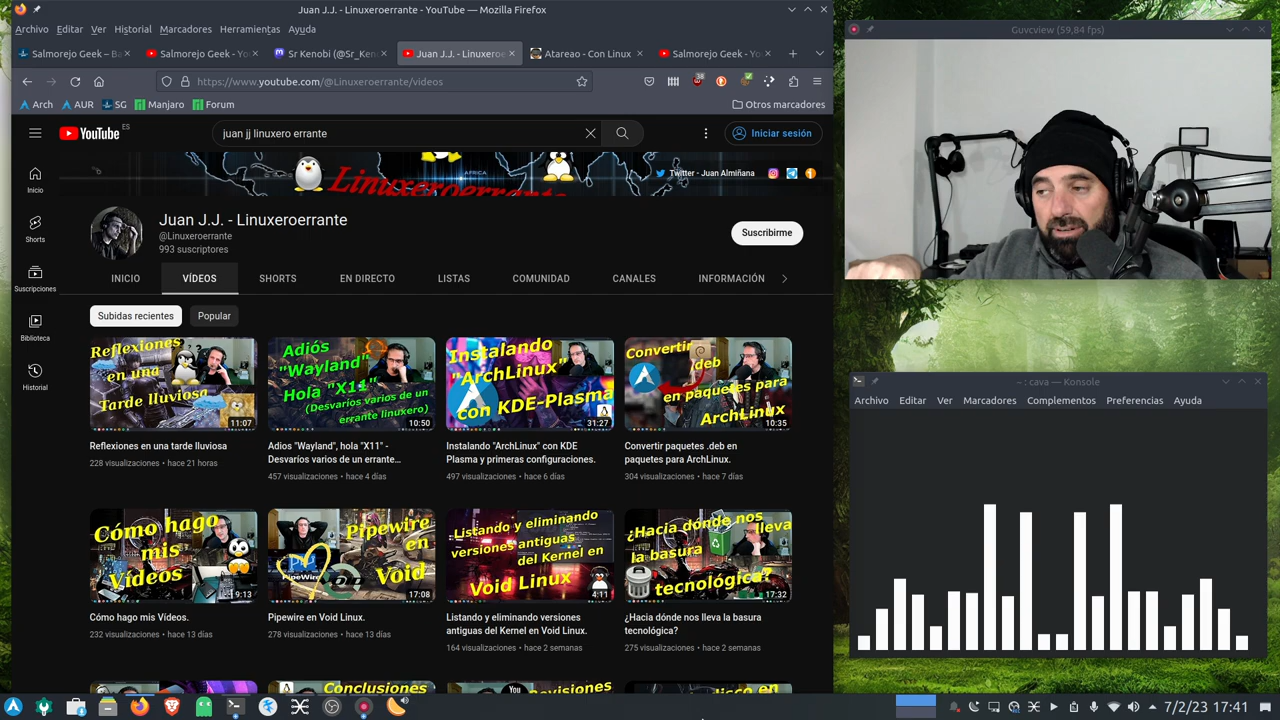 Juan J.J. - Linuxeroerrante - YouTube — Mozilla Firefox
Archivo Editar Ver Historial Marcadores Herramientas Ayuda
Salmorejo Geek – Ba
Salmorejo Geek - Yo
Sr Kenobi (@Sr_Ken
Juan J.J. - Linuxeroerra
Atareao - Con Linux
Salmorejo Geek - Yo
https://www.youtube.com/@Linuxeroerrante/videos
38
Arch AUR SG Manjaro Forum
Otros marcadores
YouTube ES
juan jj linuxero errante
Iniciar sesión
Inicio
Shorts
Suscripciones
Biblioteca
Historial
AFRICA
Linuxeroerrante
Twitter - Juan Almiñana
Juan J.J. - Linuxeroerrante
@Linuxeroerrante
993 suscriptores
Suscribirme
INICIO VÍDEOS SHORTS EN DIRECTO LISTAS COMUNIDAD CANALES INFORMACIÓN
Subidas recientes Popular
Reflexiones
en una
Tarde lluviosa
11:07
Reflexiones en una tarde lluviosa
228 visualizaciones • hace 21 horas
Adiós
"Wayland"
Hola "X11"
(Desvarios varios de un
errante linuxero)
10:50
Adios "Wayland", hola "X11" -
Desvaríos varios de un errante...
457 visualizaciones • hace 4 días
Instalando
"ArchLinux"
con KDE-Plasma
31:27
Instalando "ArchLinux" con KDE
Plasma y primeras configuraciones.
497 visualizaciones • hace 6 días
Convertir
deb
en paquetes para
ArchLinux
10:35
Convertir paquetes .deb en
paquetes para ArchLinux.
304 visualizaciones • hace 7 días
Cómo hago
mis
Vídeos
9:13
Cómo hago mis Vídeos.
232 visualizaciones • hace 13 días
Pipewire
en
Void
PipeWire
17:08
Pipewire en Void Linux.
278 visualizaciones • hace 13 días
Listando y eliminando
versiones antiguas
del Kernel en
Void Linux
4:11
Listando y eliminando versiones
antiguas del Kernel en Void Linux.
164 visualizaciones • hace 2 semanas
¿Hacia dónde nos
lleva
la basura
tecnológica?
17:32
¿Hacia dónde nos lleva la basura
tecnológica?
275 visualizaciones • hace 2 semanas
Conclusiones
You
disco en
Guvcview (59,84 fps)
~ : cava — Konsole
Archivo Editar Ver Marcadores Complementos Preferencias Ayuda
7/2/23 17:41